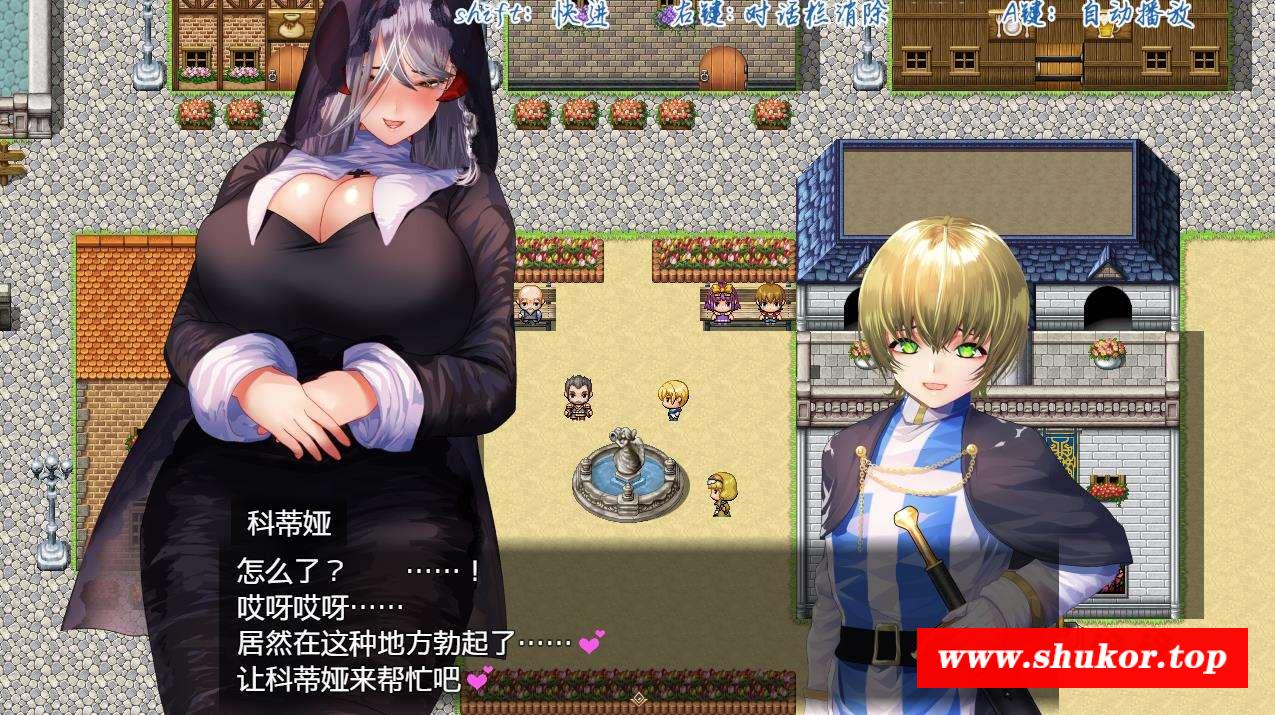 shift: 快进
右键: 对话栏消除
A键: 自动播放
科蒂娅
怎么了？ ……！
哎呀哎呀……
居然在这种地方勃起了……💕
让科蒂娅来帮忙吧💕
www.shukor.top